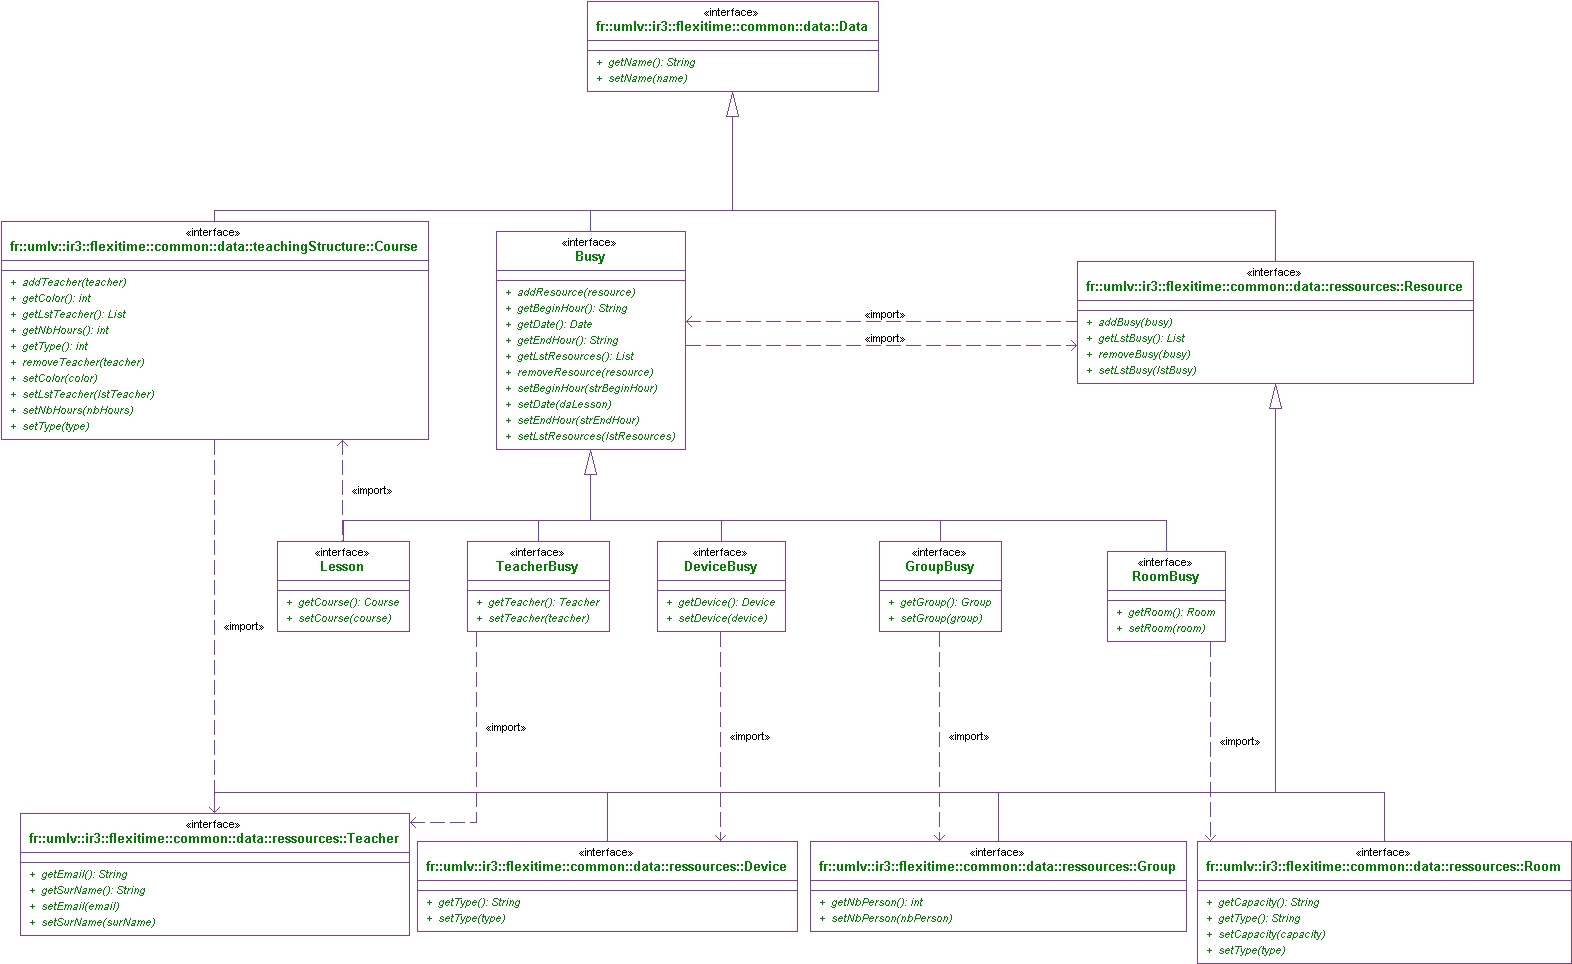 «interface»
fr::umlv::ir3::flexitime::common::data::Data
+ getName(): String
+ setName(name)
«interface»
fr::umlv::ir3::flexitime::common::data::teachingStructure::Course
+ addTeacher(teacher)
+ getColor(): int
+ getLstTeacher(): List
+ getNbHours(): int
+ getType(): int
+ removeTeacher(teacher)
+ setColor(color)
+ setLstTeacher(lstTeacher)
+ setNbHours(nbHours)
+ setType(type)
«interface»
Busy
+ addResource(resource)
+ getBeginHour(): String
+ getDate(): Date
+ getEndHour(): String
+ getLstResources(): List
+ removeResource(resource)
+ setBeginHour(strBeginHour)
+ setDate(daLesson)
+ setEndHour(strEndHour)
+ setLstResources(lstResources)
«import»
«import»
«interface»
fr::umlv::ir3::flexitime::common::data::ressources::Resource
+ addBusy(busy)
+ getLstBusy(): List
+ removeBusy(busy)
+ setLstBusy(lstBusy)
«import»
«interface»
Lesson
+ getCourse(): Course
+ setCourse(course)
«interface»
TeacherBusy
+ getTeacher(): Teacher
+ setTeacher(teacher)
«interface»
DeviceBusy
+ getDevice(): Device
+ setDevice(device)
«interface»
GroupBusy
+ getGroup(): Group
+ setGroup(group)
«interface»
RoomBusy
+ getRoom(): Room
+ setRoom(room)
«import»
«import»
«import»
«import»
«import»
«interface»
fr::umlv::ir3::flexitime::common::data::ressources::Teacher
+ getEmail(): String
+ getSurName(): String
+ setEmail(email)
+ setSurName(surName)
«interface»
fr::umlv::ir3::flexitime::common::data::ressources::Device
+ getType(): String
+ setType(type)
«interface»
fr::umlv::ir3::flexitime::common::data::ressources::Group
+ getNbPerson(): int
+ setNbPerson(nbPerson)
«interface»
fr::umlv::ir3::flexitime::common::data::ressources::Room
+ getCapacity(): String
+ getType(): String
+ setCapacity(capacity)
+ setType(type)